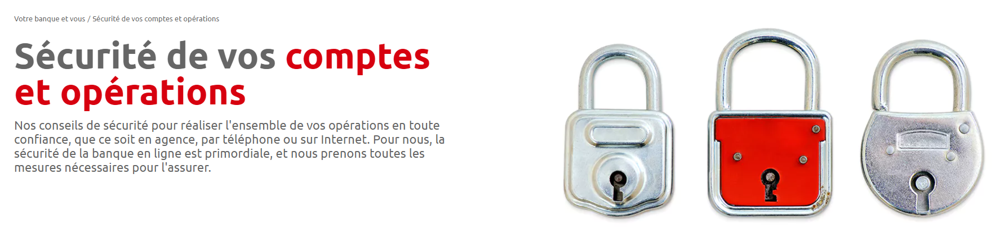 Votre banque et vous / Sécurité de vos comptes et opérations
Sécurité de vos comptes
et opérations
Nos conseils de sécurité pour réaliser l'ensemble de vos opérations en toute
confiance, que ce soit en agence, par téléphone ou sur Internet. Pour nous, la
sécurité de la banque en ligne est primordiale, et nous prenons toutes les
mesures nécessaires pour l'assurer.